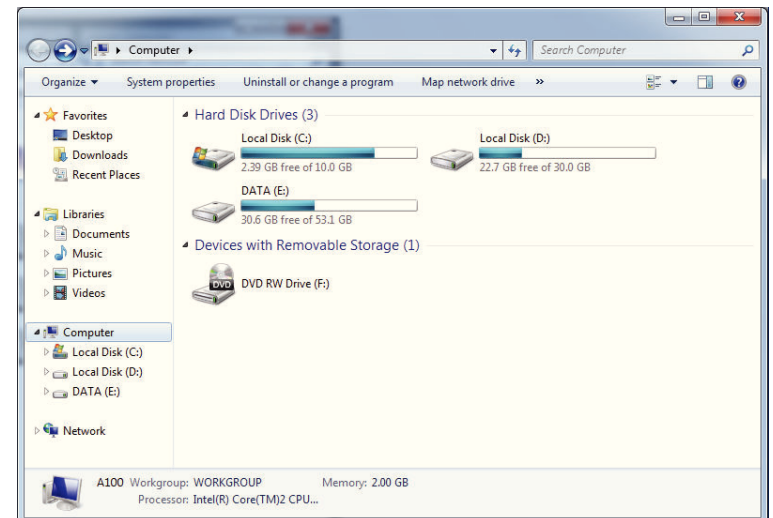 Computer
Search Computer
Organize System properties Uninstall or change a program Map network drive »
Favorites
Desktop
Downloads
Recent Places
Libraries
Documents
Music
Pictures
Videos
Computer
Local Disk (C:)
Local Disk (D:)
DATA (E:)
Network
Hard Disk Drives (3)
Local Disk (C:)
2.39 GB free of 10.0 GB
Local Disk (D:)
22.7 GB free of 30.0 GB
DATA (E:)
30.6 GB free of 53.1 GB
Devices with Removable Storage (1)
DVD
DVD RW Drive (F:)
A100 Workgroup: WORKGROUP Memory: 2.00 GB
Processor: Intel(R) Core(TM)2 CPU...